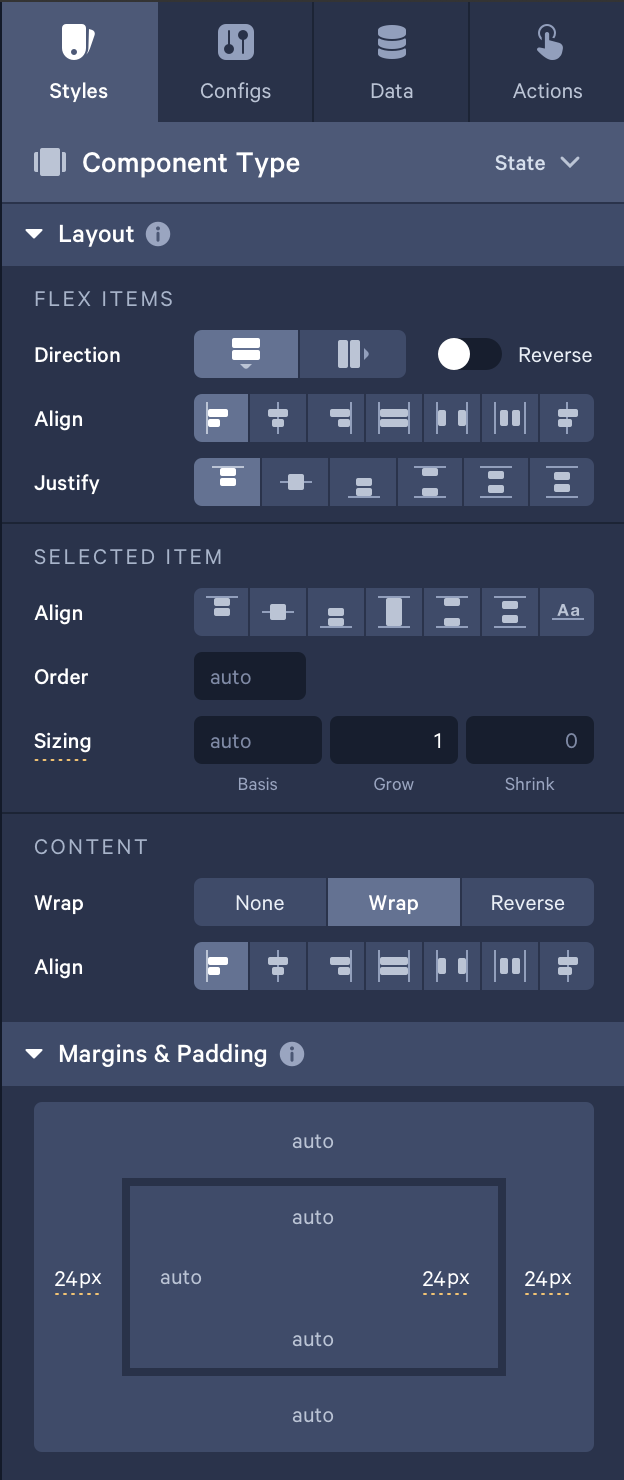 Styles Configs Data Actions
Component Type State
Layout
FLEX ITEMS
Direction Reverse
Align
Justify
SELECTED ITEM
Align Aa
Order auto
Sizing auto 1 0
Basis Grow Shrink
CONTENT
Wrap None Wrap Reverse
Align
Margins & Padding
auto
auto
24px auto 24px 24px
auto
auto